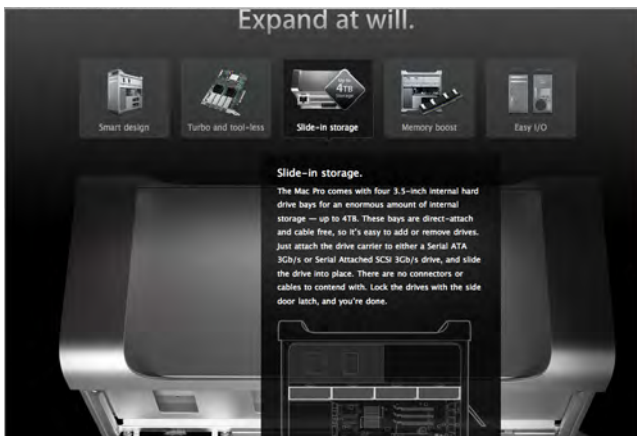 Expand at will.
Up to
4TB
Storage
Smart design
Turbo and tool-less
Slide-in storage
Memory boost
Easy I/O
Slide-in storage.
The Mac Pro comes with four 3.5-inch internal hard
drive bays for an enormous amount of internal
storage — up to 4TB. These bays are direct-attach
and cable free, so it's easy to add or remove drives.
Just attach the drive carrier to either a Serial ATA
3Gb/s or Serial Attached SCSI 3Gb/s drive, and slide
the drive into place. There are no connectors or
cables to contend with. Lock the drives with the side
door latch, and you're done.